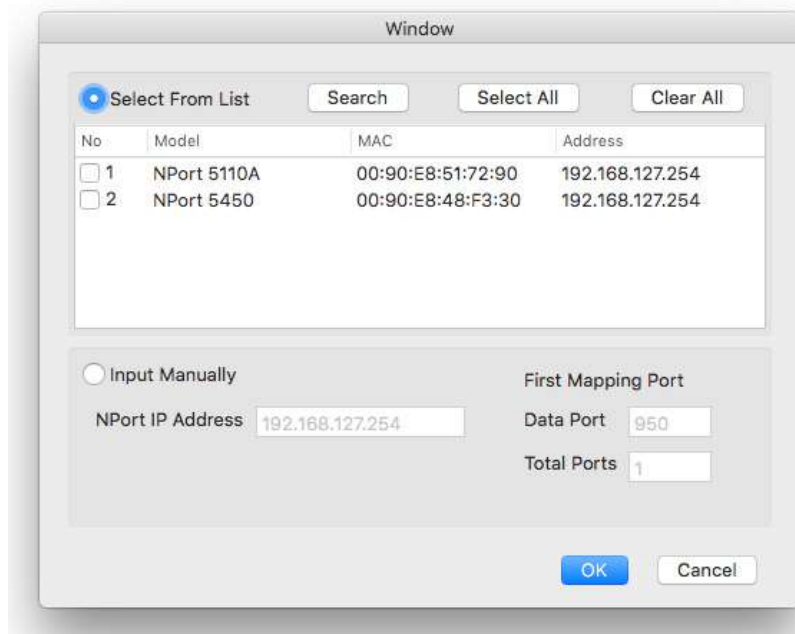 Window
Select From List Search Select All Clear All
No Model MAC Address
1 NPort 5110A 00:90:E8:51:72:90 192.168.127.254
2 NPort 5450 00:90:E8:48:F3:30 192.168.127.254
Input Manually
First Mapping Port
NPort IP Address 192.168.127.254 Data Port 950
Total Ports 1
OK Cancel